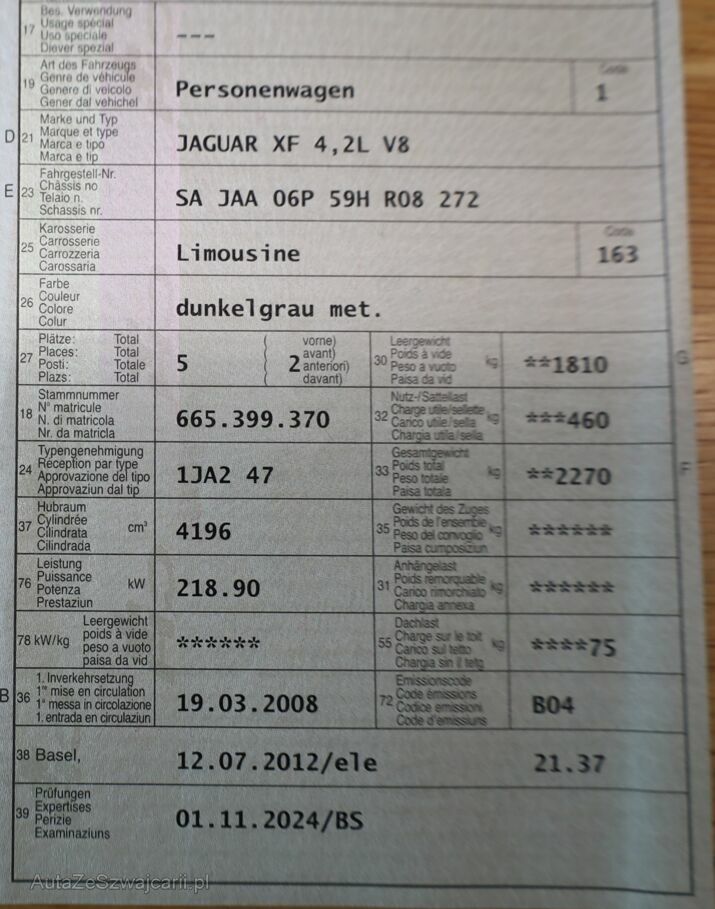 17 Bes. Verwendung
Usage spécial
Uso speciale
Diever spezial
---
19 Art des Fahrzeugs
Genre de véhicule
Genere di veicolo
Gener dal vehichel
Personenwagen
Code
1
D 21 Marke und Typ
Marque et type
Marca e tipo
Marca e tip
JAGUAR XF 4,2L V8
E 23 Fahrgestell-Nr.
Châssis no
Telaio n.
Schassis nr.
SA JAA 06P 59H R08 272
25 Karosserie
Carrosserie
Carrozzeria
Carossaria
Limousine
Code
163
26 Farbe
Couleur
Colore
Colur
dunkelgrau met.
27 Plätze: Total
Places: Total
Posti: Totale
Plazs: Total
5
( vorne)
avant)
2 anteriori)
( davant)
30 Leergewicht
Poids à vide
Peso a vuoto
Paisa da vid
kg
**1810
G
18 Stammnummer
N° matricule
N. di matricola
Nr. da matricla
665.399.370
32 Nutz-/Sattellast
Charge utile/sellette
Carico utile/sella
Chargia utila/sella
kg
***460
24 Typengenehmigung
Réception par type
Approvazione del tipo
Approvaziun dal tip
1JA2 47
33 Gesamtgewicht
Poids total
Peso totale
Paisa totala
kg
**2270
F
37 Hubraum
Cylindrée
Cilindrata
Cilindrada
cm³
4196
35 Gewicht des Zuges
Poids de l'ensemble
Peso del convoglio
Paisa cumposiziun
kg
******
76 Leistung
Puissance
Potenza
Prestaziun
kW
218.90
31 Anhängelast
Poids remorquable
Carico rimorchiato
Chargia annexa
kg
******
78 kW/kg
Leergewicht
poids à vide
peso a vuoto
paisa da vid
******
55 Dachlast
Charge sur le toit
Carico sul tetto
Chargia sin il tetg
kg
****75
B 36 1. Inverkehrsetzung
1re mise en circulation
1a messa in circolazione
1. entrada en circulaziun
19.03.2008
72 Emissionscode
Code émissions
Codice emissioni
Code d'emissiuns
B04
38 Basel,
12.07.2012/ele
21.37
39 Prüfungen
Expertises
Perizie
Examinaziuns
01.11.2024/BS
AutaZeSzwajcarii.pl